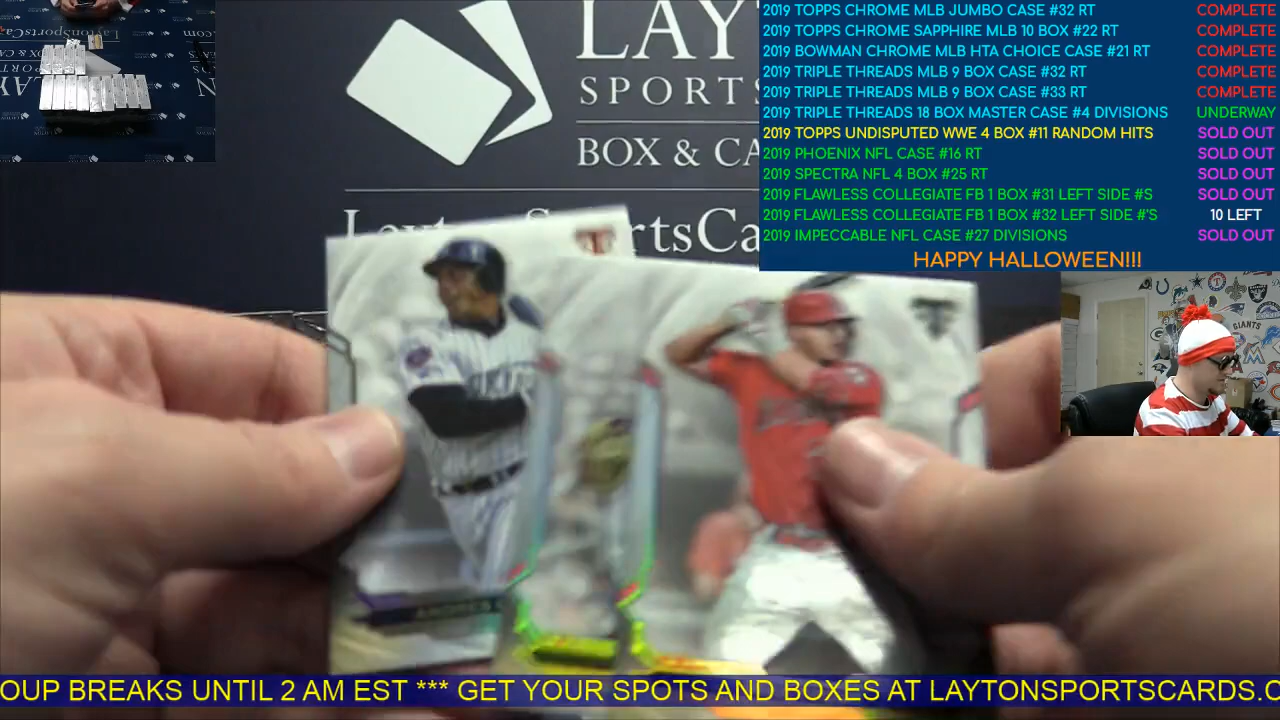 2019 TOPPS CHROME MLB JUMBO CASE #32 RT COMPLETE
2019 TOPPS CHROME SAPPHIRE MLB 10 BOX #22 RT COMPLETE
2019 BOWMAN CHROME MLB HTA CHOICE CASE #21 RT COMPLETE
2019 TRIPLE THREADS MLB 9 BOX CASE #32 RT COMPLETE
2019 TRIPLE THREADS MLB 9 BOX CASE #33 RT COMPLETE
2019 TRIPLE THREADS 18 BOX MASTER CASE #4 DIVISIONS UNDERWAY
2019 TOPPS UNDISPUTED WWE 4 BOX #11 RANDOM HITS SOLD OUT
2019 PHOENIX NFL CASE #16 RT SOLD OUT
2019 SPECTRA NFL 4 BOX #25 RT SOLD OUT
2019 FLAWLESS COLLEGIATE FB 1 BOX #31 LEFT SIDE #S SOLD OUT
2019 FLAWLESS COLLEGIATE FB 1 BOX #32 LEFT SIDE #'S 10 LEFT
2019 IMPECCABLE NFL CASE #27 DIVISIONS SOLD OUT
HAPPY HALLOWEEN!!!
LAY
SPORTS
BOX & CA
LaytonSportsCa
GIANTS
ANDRES
OUP BREAKS UNTIL 2 AM EST *** GET YOUR SPOTS AND BOXES AT LAYTONSPORTSCARDS.C